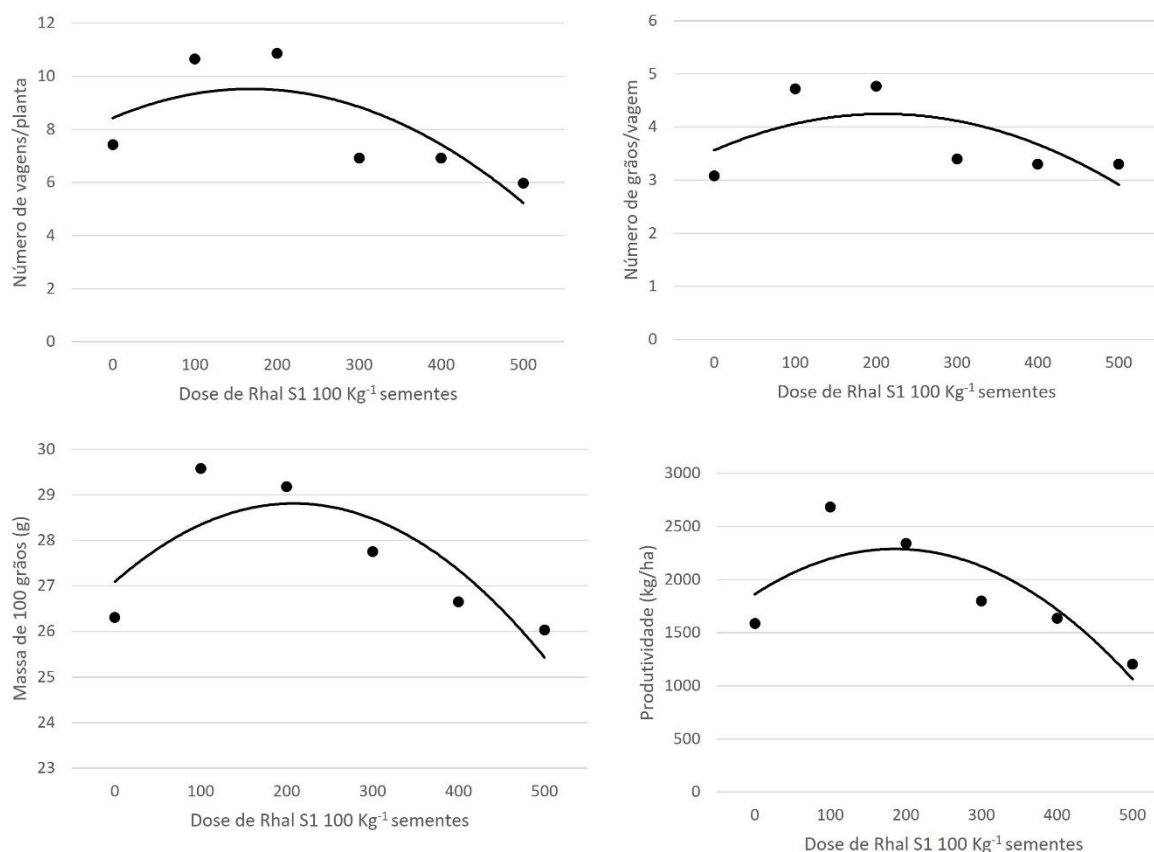 Número de vagens/planta
12
10
8
6
4
2
0
0 100 200 300 400 500
Dose de Rhal S1 100 Kg⁻¹ sementes
Número de grãos/vagem
6
5
4
3
2
1
0
0 100 200 300 400 500
Dose de Rhal S1 100 Kg⁻¹ sementes
Massa de 100 grãos (g)
30
29
28
27
26
25
24
23
0 100 200 300 400 500
Dose de Rhal S1 100 Kg⁻¹ sementes
Produtividade (kg/ha)
3000
2500
2000
1500
1000
500
0
0 100 200 300 400 500
Dose de Rhal S1 100 Kg⁻¹ sementes